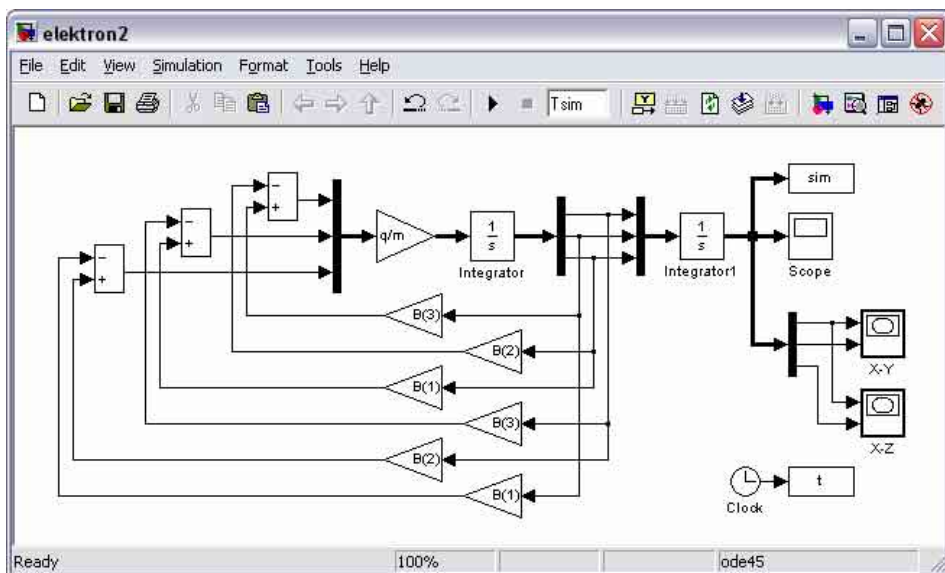 elektron2
File Edit View Simulation Format Tools Help
Tsim
sim
− +
− +
− +
q/m
1
s
Integrator
1
s
Integrator1
Scope
B(3)
B(2)
B(1)
B(3)
B(2)
B(1)
X-Y
X-Z
Clock
t
Ready 100% ode45